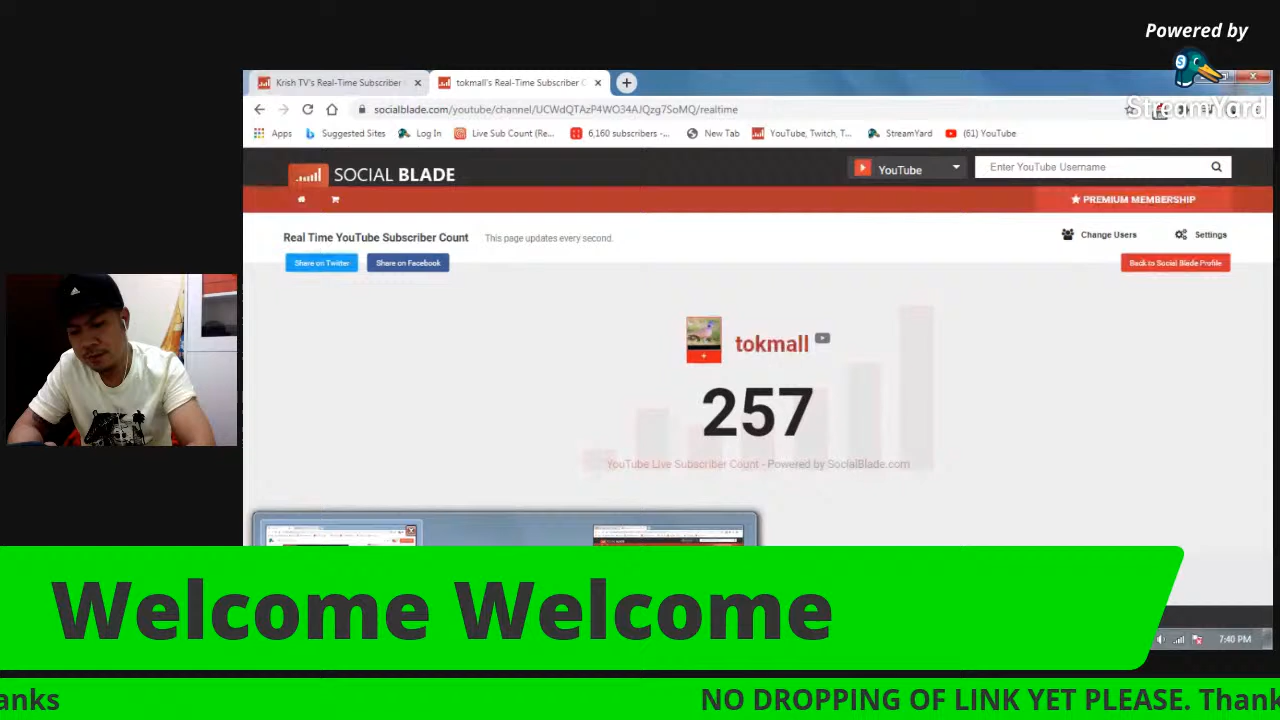 Powered by
StreamYard
Krish TV's Real-Time Subscriber
tokmall's Real-Time Subscriber C
socialblade.com/youtube/channel/UCWdQTAzP4WO34AJQzg7SoMQ/realtime
Apps Suggested Sites Log In Live Sub Count (Re... 6,160 subscribers -... New Tab YouTube, Twitch, T... StreamYard (61) YouTube
SOCIAL BLADE
YouTube
Enter YouTube Username
PREMIUM MEMBERSHIP
Real Time YouTube Subscriber Count This page updates every second.
Change Users Settings
Share on Twitter Share on Facebook
Back to Social Blade Profile
tokmall
257
YouTube Live Subscriber Count - Powered by SocialBlade.com
Welcome Welcome
7:40 PM
anks NO DROPPING OF LINK YET PLEASE. Thank